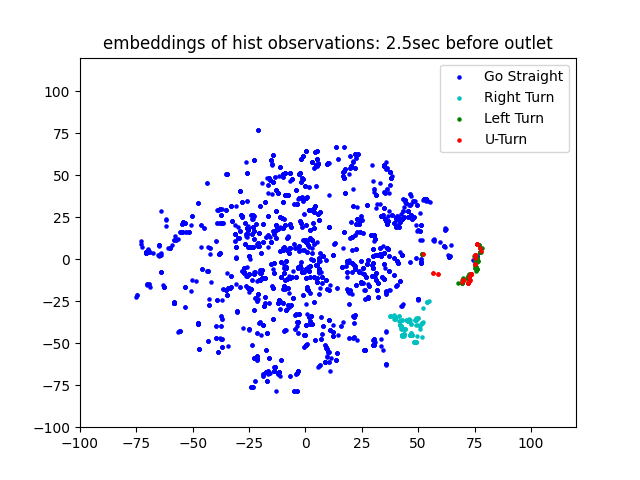 embeddings of hist observations: 2.5sec before outlet
Go Straight
Right Turn
Left Turn
U-Turn
100
75
50
25
0
−25
−50
−75
−100
−100 −75 −50 −25 0 25 50 75 100